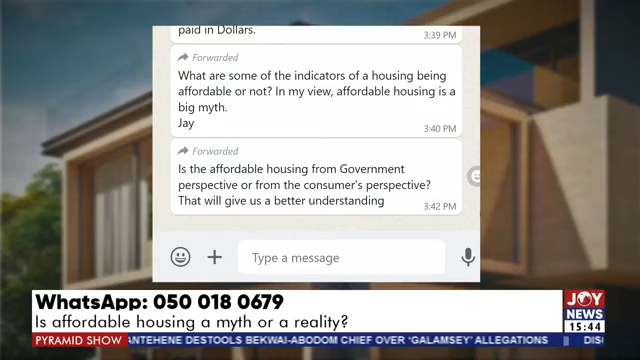 paid in Dollars.
3:39 PM
Forwarded
What are some of the indicators of a housing being
affordable or not? In my view, affordable housing is a
big myth.
Jay
3:40 PM
Forwarded
Is the affordable housing from Government
perspective or from the consumer's perspective?
That will give us a better understanding
3:42 PM
Type a message
WhatsApp: 050 018 0679
Is affordable housing a myth or a reality?
JOY
NEWS
15:44
PYRAMID SHOW
ANTEHENE DESTOOLS BEKWAI-ABODOM CHIEF OVER 'GALAMSEY' ALLEGATIONS